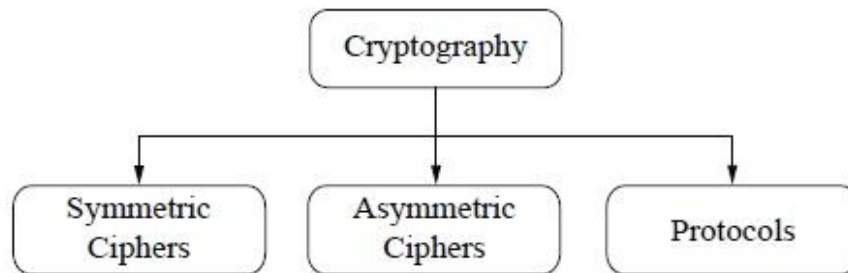 Cryptography
Symmetric
Ciphers
Asymmetric
Ciphers
Protocols